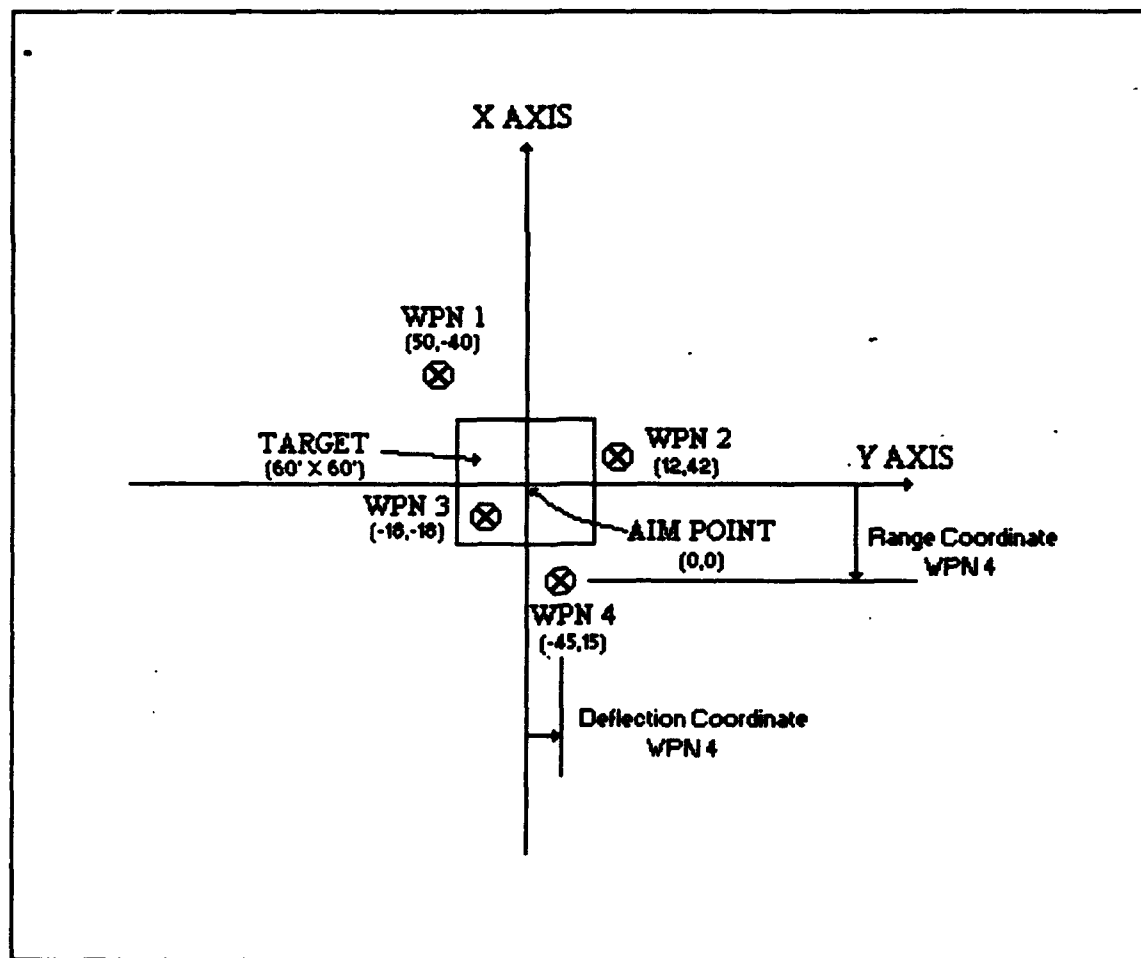 X AXIS
WPN 1
(50,-40)
TARGET
(60' X 60')
WPN 2
(12,42)
Y AXIS
WPN 3
(-18,-18)
AIM POINT
(0,0)
Range Coordinate
WPN 4
WPN 4
(-45,15)
Deflection Coordinate
WPN 4